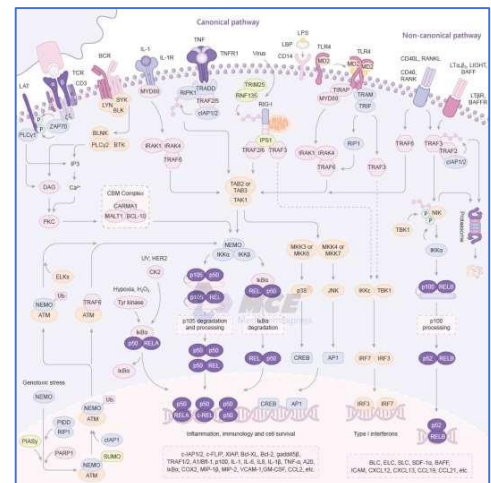 Canonical pathway
Non-canonical pathway
LPS
LBP
CD14
TLR4
MD2
TLR4
MD2
CD40L, RANKL
CD40, RANK
LTα₁β₂, LIGHT, BAFF
LTβR, BAFF-R
TNF
TNFR1
Virus
IL-1
IL-1R
BCR
TCR
CD3
LAT
MYD88
TRADD
RIPK1
TRAF2/5
cIAP1/2
TRIM25
RNF135
RIG-I
TIRAP
MYD88
TRAM
TRIF
SYK
LYN
BLK
ZAP70
PLCγ1
BLNK
PLCγ2
BTK
IRAK1
IRAK4
TRAF6
IPS1
TRAF2/6
TRAF3
IRAK1
IRAK4
RIP1
TRAF6
TRAF3
TRAF6
TRAF3
TRAF2
cIAP1/2
IP3
DAG
Ca²⁺
PKC
CBM Complex
CARMA1
MALT1
BCL-10
TAB2 or
TAB3
TAK1
TBK1
P
NIK
P
Proteasome
UV, HER2
CK2
NEMO
IKKα
IKKβ
MKK3 or
MKK6
MKK4 or
MKK7
IKKα
ELKs
Ub
NEMO
ATM
TRAF6
ATM
Hypoxia, H₂O₂
Tyr kinase
IκBα
p50
RELA
IκBα
p105
p50
p105
REL
IκBα
REL
p50
p38
JNK
IKKε
TBK1
p100
RELB
MCE
p105 degradation
and processing
IκBα
degradation
p100
processing
p50
p50
p50
REL
REL
p50
CREB
AP1
IRF7
IRF3
p52
RELB
Genotoxic stress
NEMO
PIDD
RIP1
PIASy
PARP1
NEMO
Ub
ATM
cIAP1
NEMO
SUMO
ATM
p50
RELA
p50
c-REL
p50
p50
CREB
AP1
IRF3
IRF7
p52
RELB
Inflammation, immunity and cell survival
Type I interferons
c-IAP1/2, c-FLIP, XIAP, Bcl-XL, Bcl-2, gadd45β,
TRAF1/2, A1/Bfl-1, p100, IL-1, IL-6, IL8, IL-1β, TNF-α, A20,
IκBα, COX2, MIP-1β, MIP-2, VCAM-1,GM-CSF, CCL2, etc.
BLC, ELC, SLC, SDF-1α, BAFF,
ICAM, CXCL12, CXCL13, CCL19, CCL21, etc.